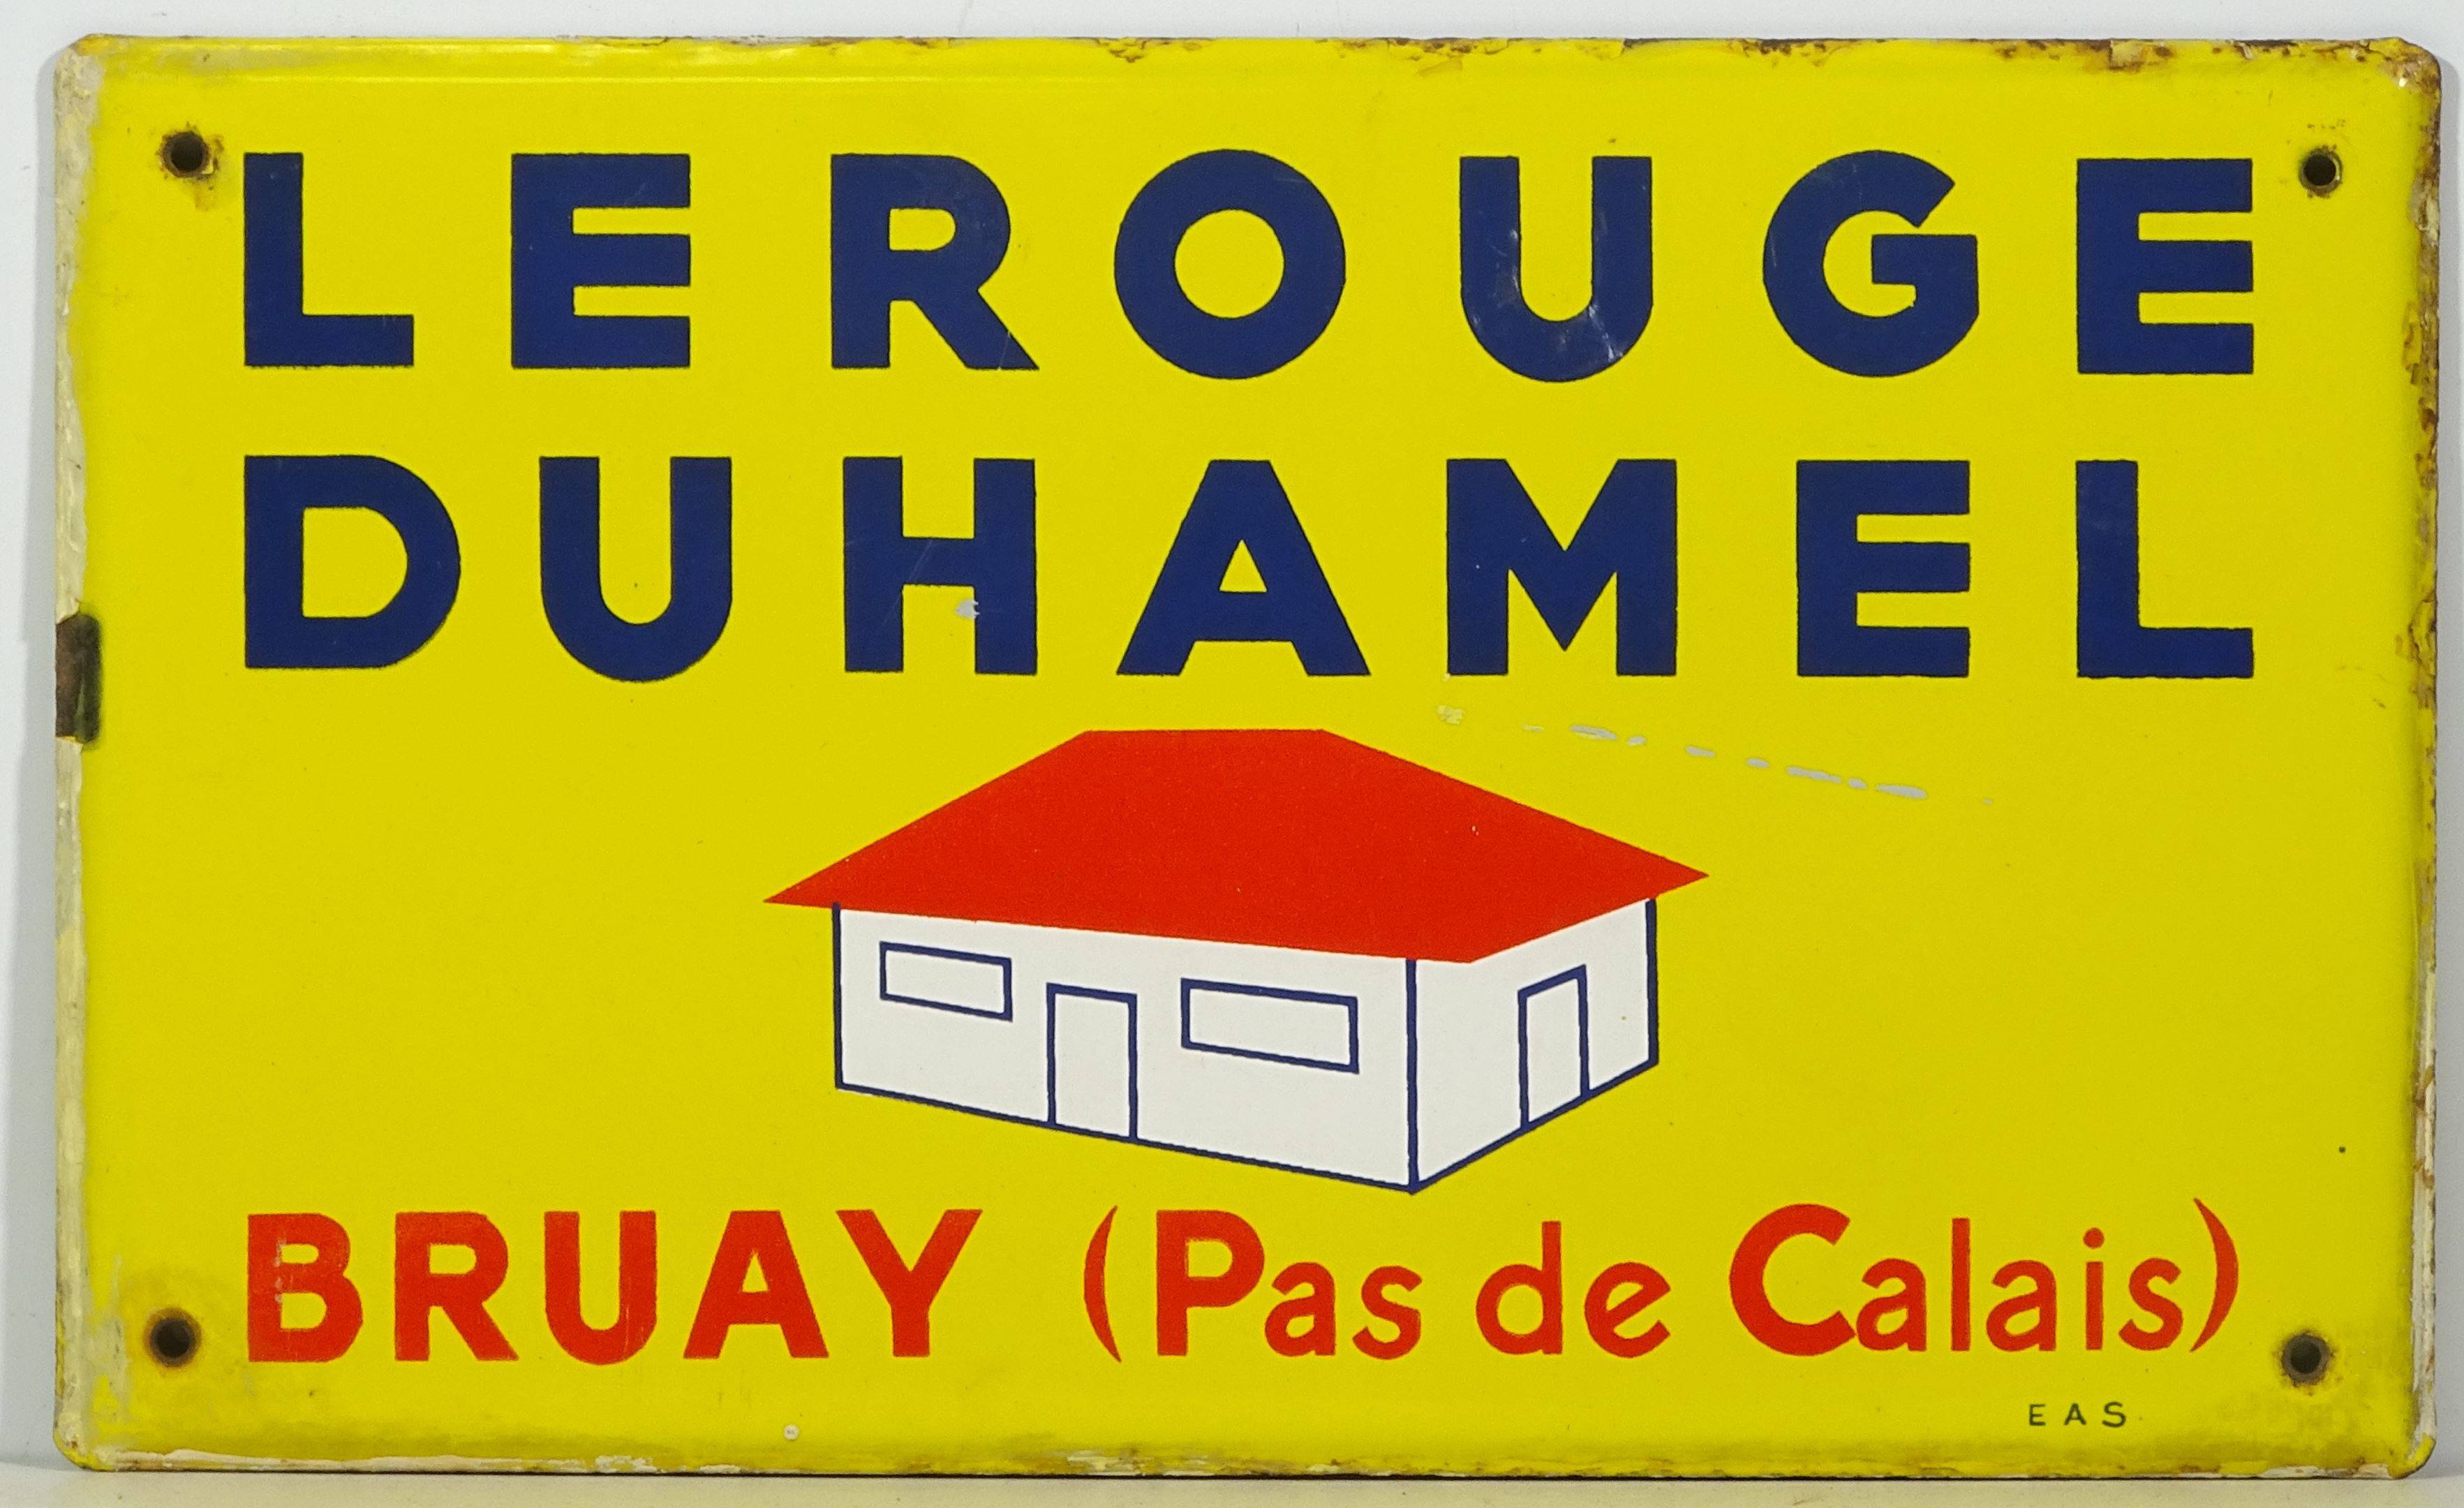 LEROUGE
DUHAMEL
BRUAY (Pas de Calais)
EAS